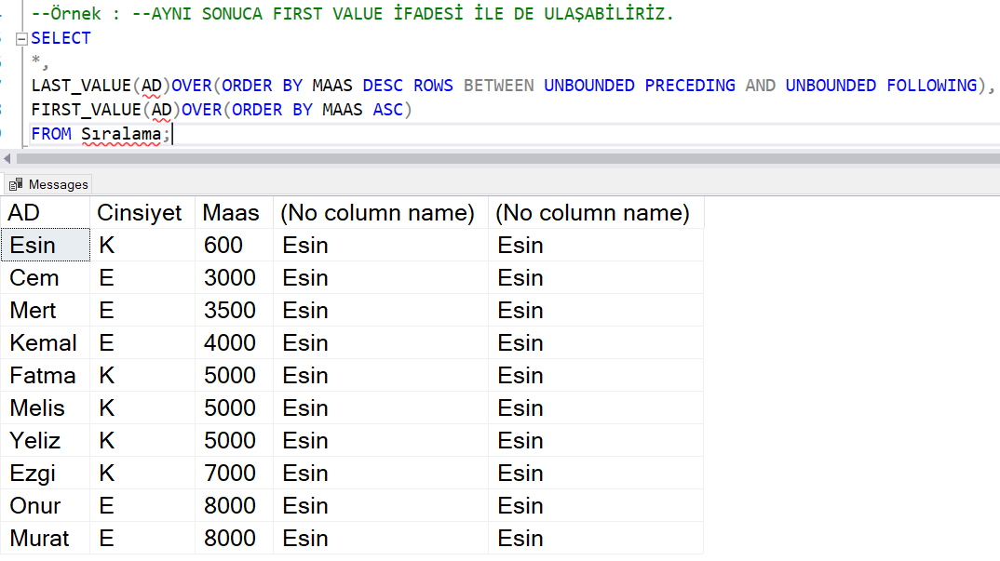 --Örnek : --AYNI SONUCA FIRST VALUE İFADESİ İLE DE ULAŞABİLİRİZ.
SELECT
*,
LAST_VALUE(AD)OVER(ORDER BY MAAS DESC ROWS BETWEEN UNBOUNDED PRECEDING AND UNBOUNDED FOLLOWING),
FIRST_VALUE(AD)OVER(ORDER BY MAAS ASC)
FROM Sıralama;
Messages
AD Cinsiyet Maas (No column name) (No column name)
Esin K 600 Esin Esin
Cem E 3000 Esin Esin
Mert E 3500 Esin Esin
Kemal E 4000 Esin Esin
Fatma K 5000 Esin Esin
Melis K 5000 Esin Esin
Yeliz K 5000 Esin Esin
Ezgi K 7000 Esin Esin
Onur E 8000 Esin Esin
Murat E 8000 Esin Esin